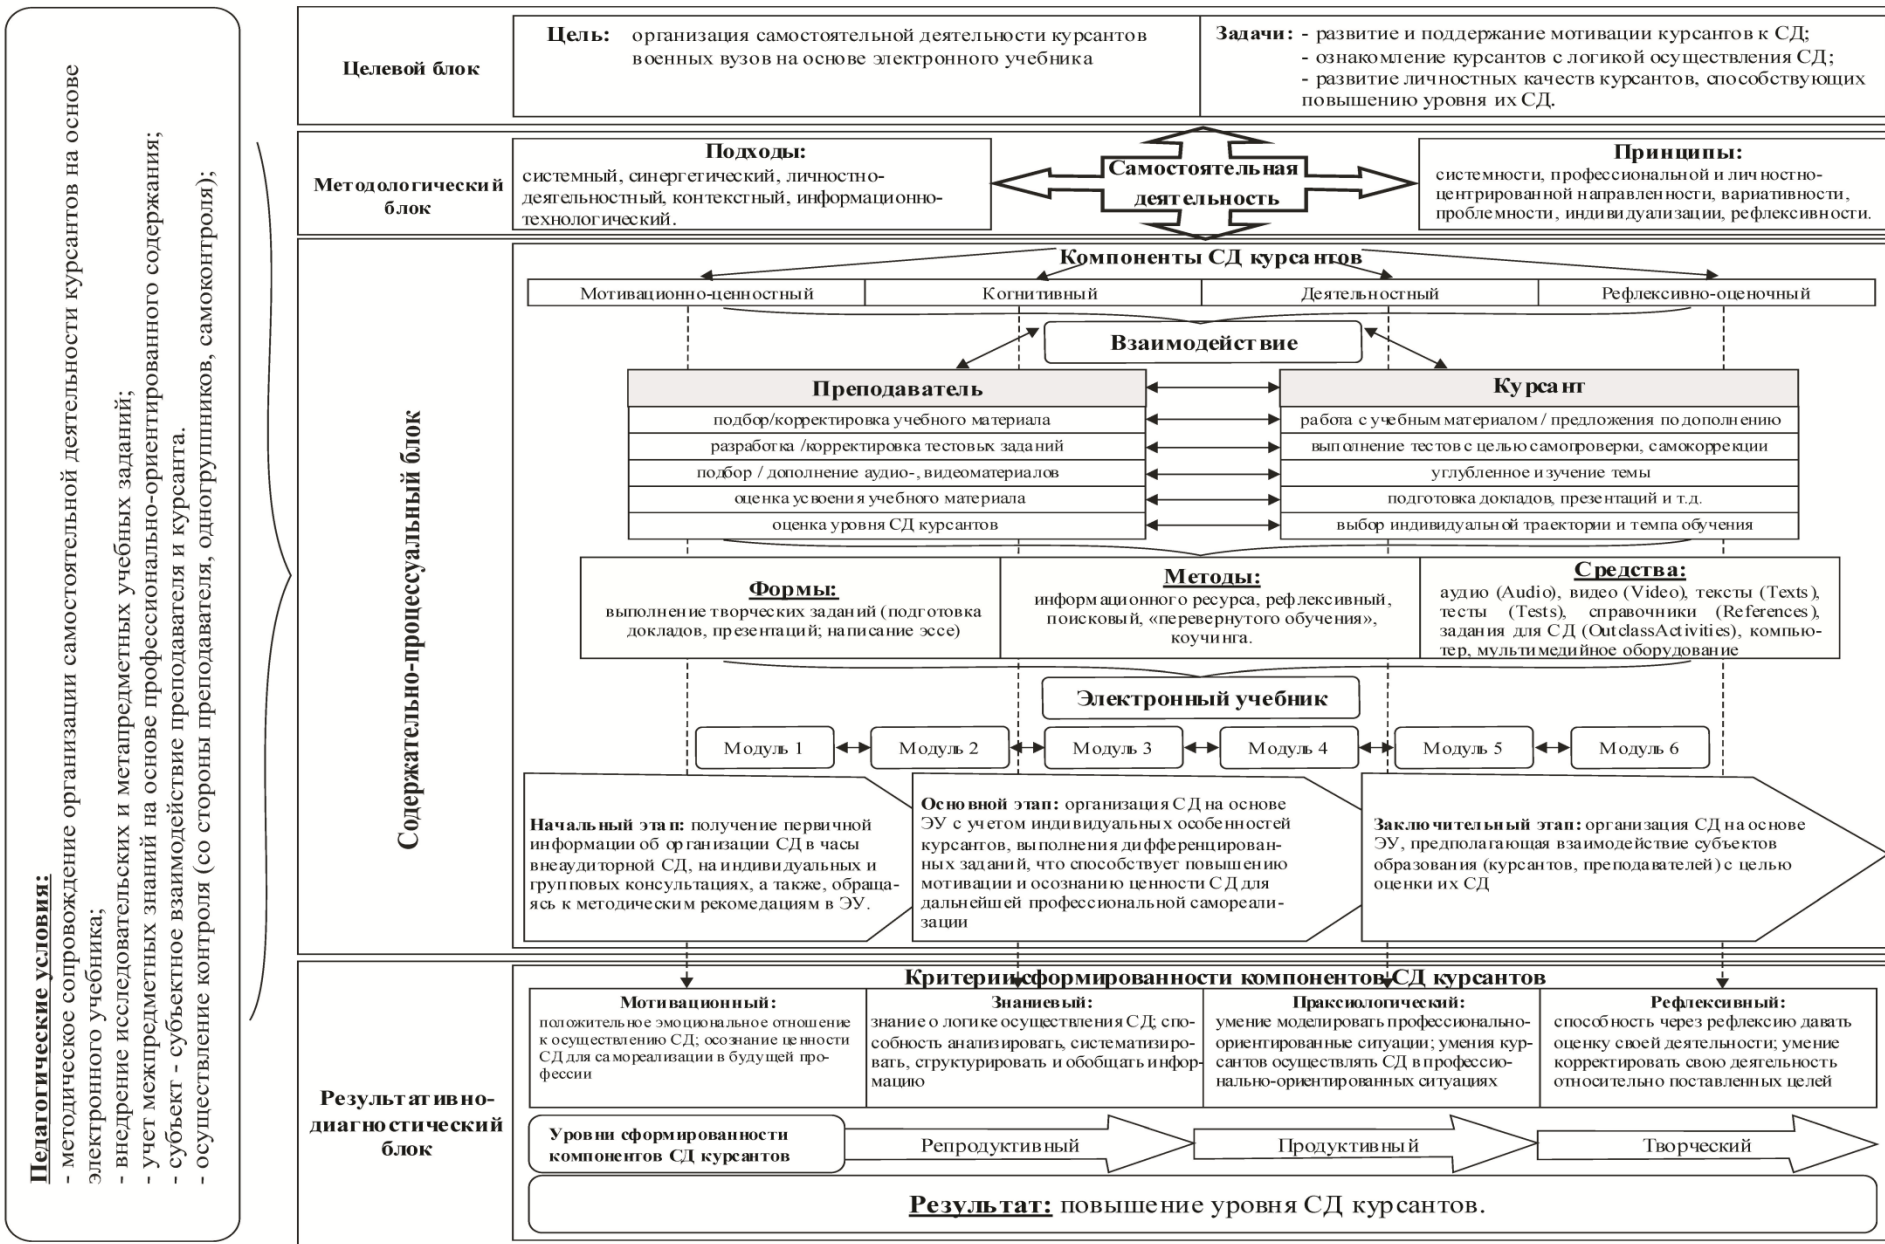 Педагогические условия:
- методическое сопровождение организации самостоятельной деятельности курсантов на основе
электронного учебника;
- внедрение исследовательских и метапредметных учебных заданий;
- учет межпредметных знаний на основе профессионально-ориентированного содержания;
- субъект - субъектное взаимодействие преподавателя и курсанта.
- осуществление контроля (со стороны преподавателя, одногруппников, самоконтроля);
Целевой блок
Цель: организация самостоятельной деятельности курсантов
военных вузов на основе электронного учебника
Задачи: - развитие и поддержание мотивации курсантов к СД;
- ознакомление курсантов с логикой осуществления СД;
- развитие личностных качеств курсантов, способствующих
повышению уровня их СД.
Методологический
блок
Подходы:
системный, синергетический, личностно-
деятельностный, контекстный, информационно-
технологический.
Самостоятельная
деятельность
Принципы:
системности, профессиональной и личностно-
центрированной направленности, вариативности,
проблемности, индивидуализации, рефлексивности.
Содержательно-процессуальный блок
Компоненты СД курсантов
Мотивационно-ценностный
Когнитивный
Деятельностный
Рефлексивно-оценочный
Взаимодействие
Преподаватель
Курсант
подбор/корректировка учебного материала
работа с учебным материалом / предложения по дополнению
разработка /корректировка тестовых заданий
выполнение тестов с целью самопроверки, самокоррекции
подбор / дополнение аудио-, видеоматериалов
углубленное изучение темы
оценка усвоения учебного материала
подготовка докладов, презентаций и т.д.
оценка уровня СД курсантов
выбор индивидуальной траектории и темпа обучения
Формы:
выполнение творческих заданий (подготовка
докладов, презентаций; написание эссе)
Методы:
информационного ресурса, рефлексивный,
поисковый, «перевернутого обучения»,
коучинга.
Средства:
аудио (Audio), видео (Video), тексты (Texts),
тесты (Tests), справочники (References),
задания для СД (OutclassActivities), компью-
тер, мультимедийное оборудование
Электронный учебник
Модуль 1
Модуль 2
Модуль 3
Модуль 4
Модуль 5
Модуль 6
Начальный этап: получение первичной
информации об организации СД в часы
внеаудиторной СД, на индивидуальных и
групповых консультациях, а также, обраща-
ясь к методическим рекомедациям в ЭУ.
Основной этап: организация СД на основе
ЭУ с учетом индивидуальных особенностей
курсантов, выполнения дифференцирован-
ных заданий, что способствует повышению
мотивации и осознанию ценности СД для
дальнейшей профессиональной самореали-
зации
Заключительный этап: организация СД на основе
ЭУ, предполагающая взаимодействие субъектов
образования (курсантов, преподавателей) с целью
оценки их СД
Результативно-
диагностический
блок
Критерии сформированности компонентов СД курсантов
Мотивационный:
положительное эмоциональное отношение
к осуществлению СД; осознание ценности
СД для самореализации в будущей про-
фессии
Знаниевый:
знание о логике осуществления СД; спо-
собность анализировать, систематизиро-
вать, структурировать и обобщать инфор-
мацию
Праксиологический:
умение моделировать профессионально-
ориентированные ситуации; умения кур-
сантов осуществлять СД в профессио-
нально-ориентированных ситуациях
Рефлексивный:
способность через рефлексию давать
оценку своей деятельности; умение
корректировать свою деятельность
относительно поставленных целей
Уровни сформированности
компонентов СД курсантов
Репродуктивный
Продуктивный
Творческий
Результат: повышение уровня СД курсантов.